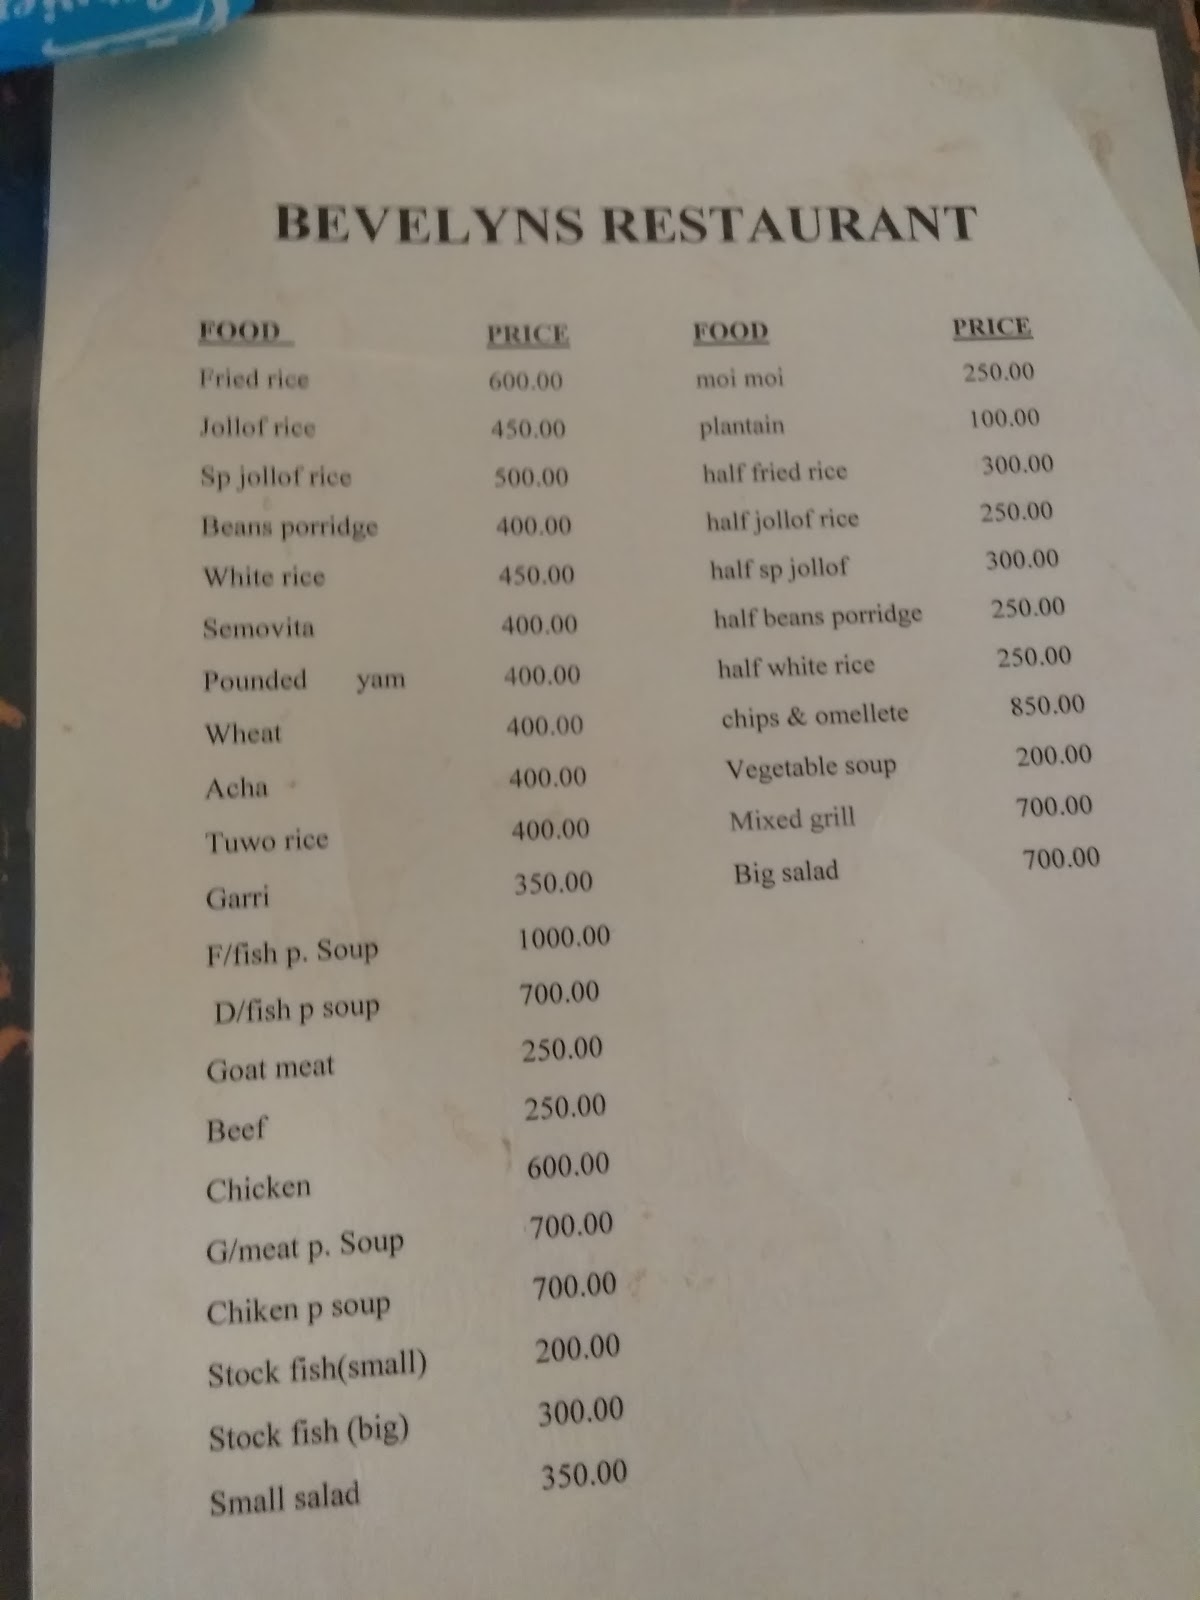 BEVELYNS RESTAURANT
FOOD PRICE
Fried rice 600.00
Jollof rice 450.00
Sp jollof rice 500.00
Beans porridge 400.00
White rice 450.00
Semovita 400.00
Pounded yam 400.00
Wheat 400.00
Acha 400.00
Tuwo rice 400.00
Garri 350.00
F/fish p. Soup 1000.00
D/fish p soup 700.00
Goat meat 250.00
Beef 250.00
Chicken 600.00
G/meat p. Soup 700.00
Chiken p soup 700.00
Stock fish(small) 200.00
Stock fish (big) 300.00
Small salad 350.00
FOOD PRICE
moi moi 250.00
plantain 100.00
half fried rice 300.00
half jollof rice 250.00
half sp jollof 300.00
half beans porridge 250.00
half white rice 250.00
chips & omellete 850.00
Vegetable soup 200.00
Mixed grill 700.00
Big salad 700.00